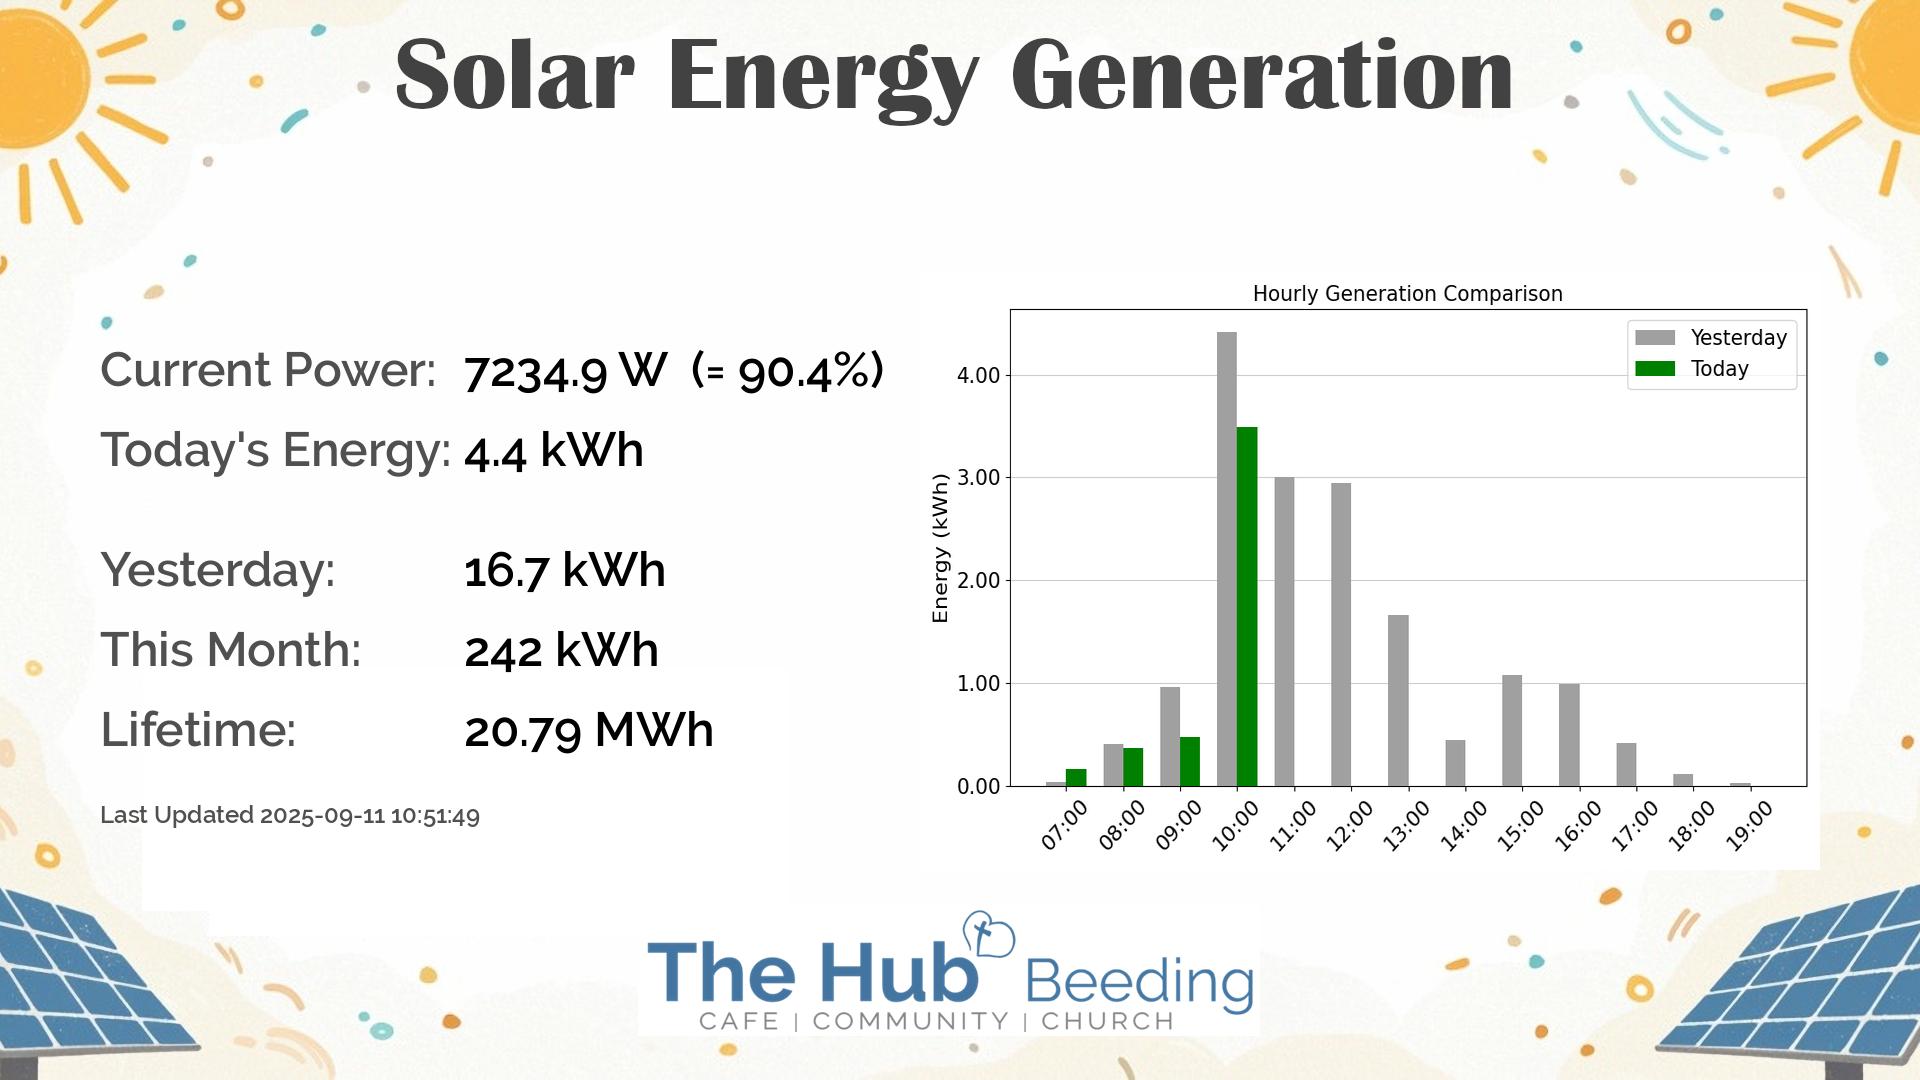 Solar Energy Generation
Current Power: 7234.9 W (= 90.4%)
Today's Energy: 4.4 kWh
Yesterday: 16.7 kWh
This Month: 242 kWh
Lifetime: 20.79 MWh
Last Updated 2025-09-11 10:51:49
Hourly Generation Comparison
Yesterday
Today
Energy (kWh)
4.00
3.00
2.00
1.00
0.00
07:00 08:00 09:00 10:00 11:00 12:00 13:00 14:00 15:00 16:00 17:00 18:00 19:00
The Hub Beeding
CAFE | COMMUNITY | CHURCH